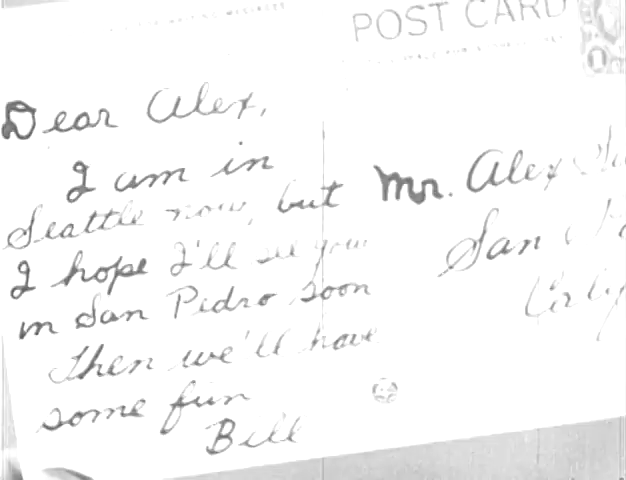 POST CARD
Dear Alex,
I am in
Seattle now, but
I hope I'll see you
in San Pedro soon
then we'll have
some fun
Bill
Mr. Alex
San